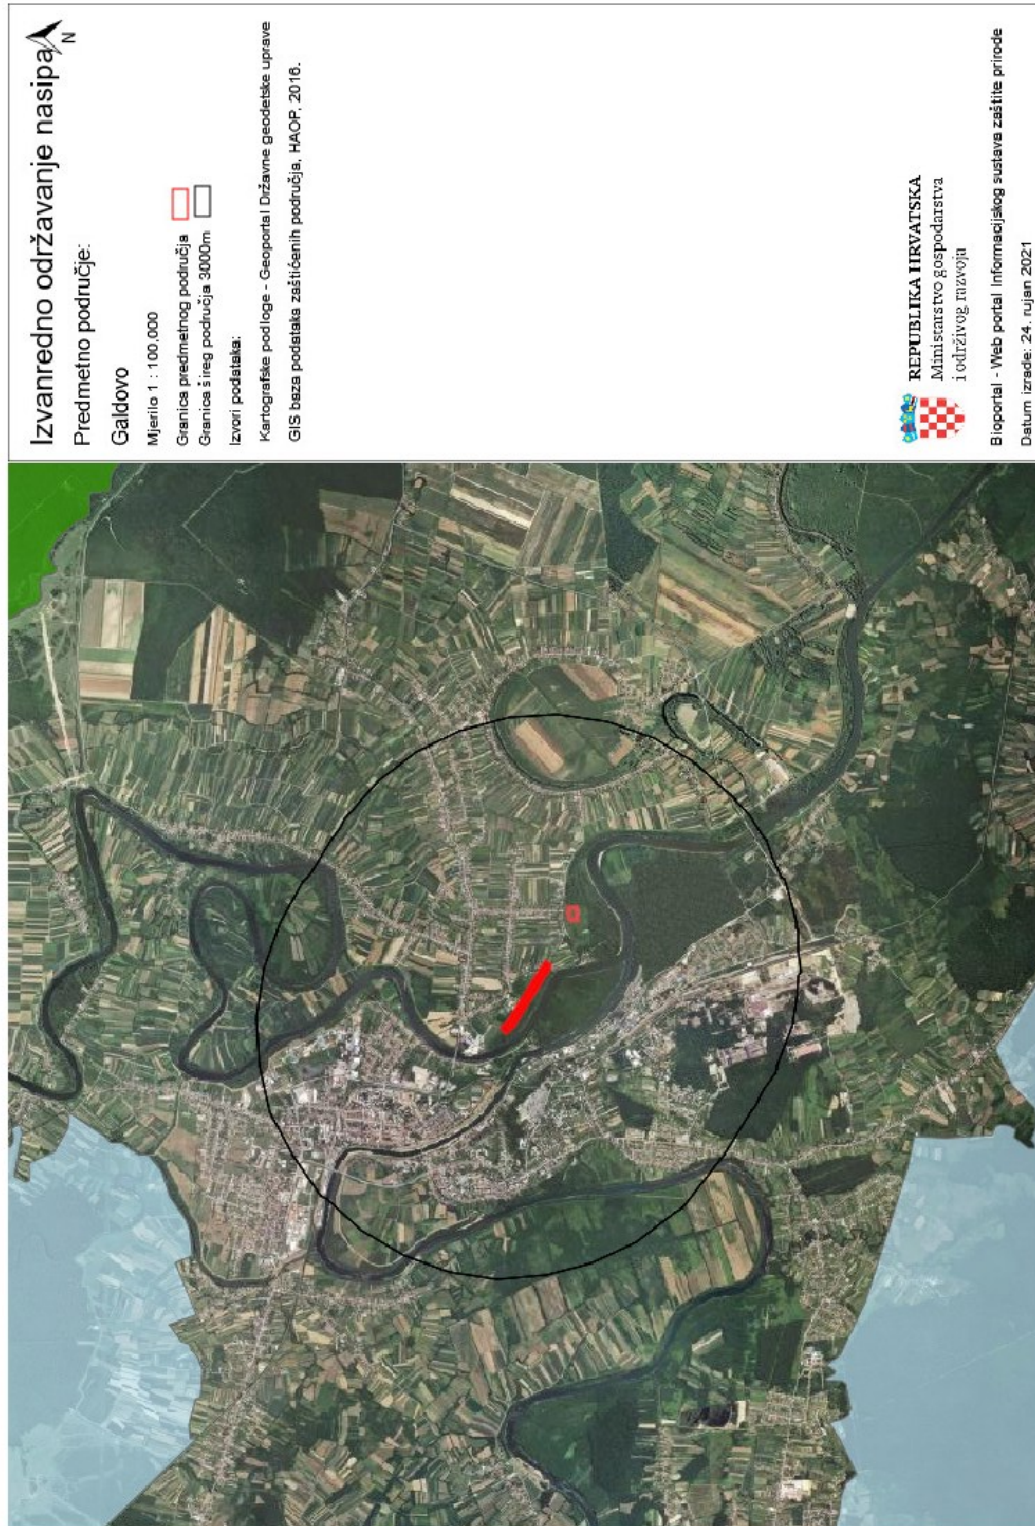 Izvanredno održavanje nasipa
N
Predmetno područje:
Galdovo
Mjerilo 1 : 100,000
Granica predmetnog područja
Granica šireg područja 3000m
Izvori podataka:
Kartografske podloge - Geoportal Državne geodetske uprave
GIS baza podataka zaštićenih područja, HAOP, 2016.
REPUBLIKA HRVATSKA
Ministarstvo gospodarstva
i održivog razvoja
Bioportal - Web portal Informacijskog sustava zaštite prirode
Datum izrade: 24. rujan 2021